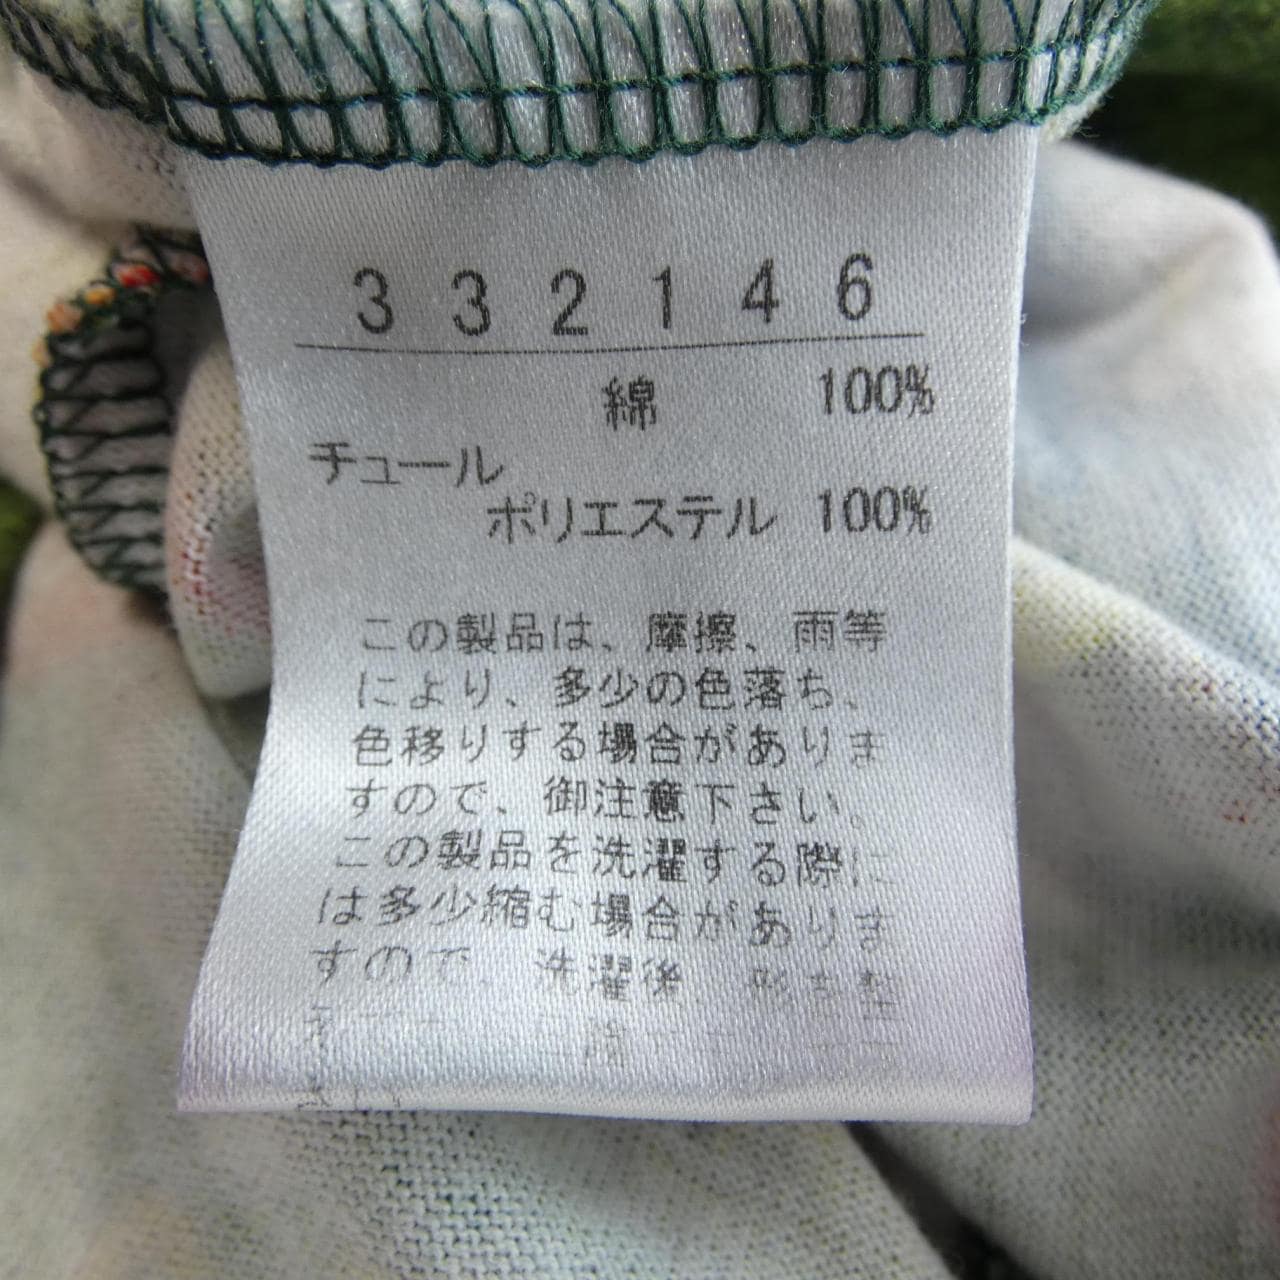 332146
綿 100%
チュール
ポリエステル 100%
この製品は、摩擦、雨等
により、多少の色落ち、
色移りする場合がありま
すので、御注意下さい。
この製品を洗濯する際に
は多少縮む場合がありま
すので、洗濯後、形を整